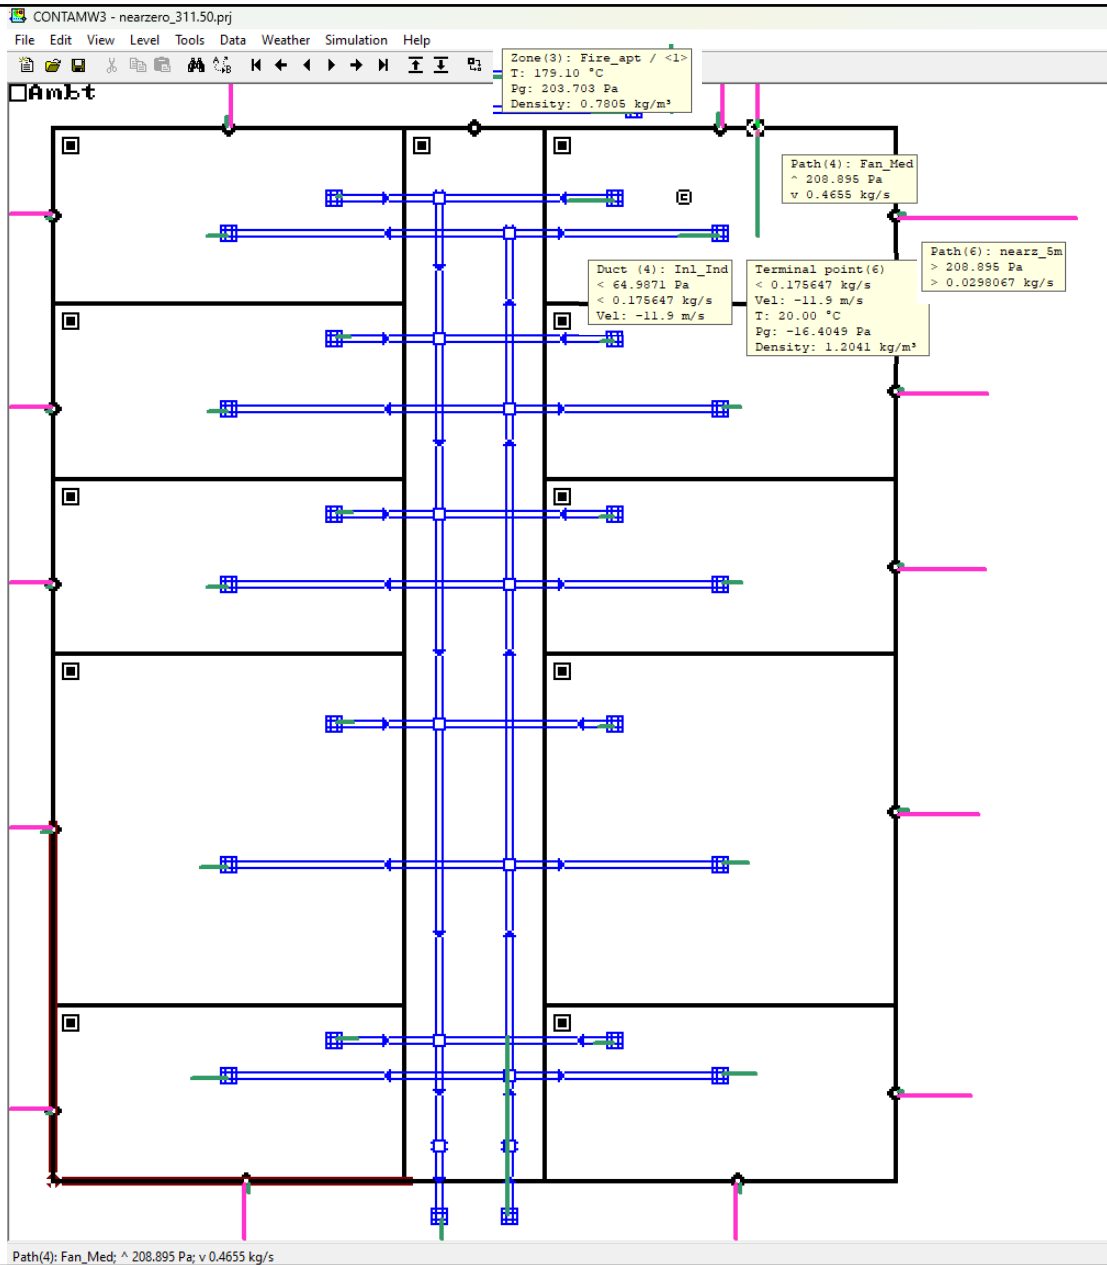 CONTAMW3 - nearzero_311.50.prj
File Edit View Level Tools Data Weather Simulation Help
Zone(3): Fire_apt / <1>
T: 179.10 °C
Pg: 203.703 Pa
Density: 0.7805 kg/m³
Ambt
Path(4): Fan_Med
^ 208.895 Pa
v 0.4655 kg/s
Path(6): nearz_5m
> 208.895 Pa
> 0.0298067 kg/s
Duct (4): Inl_Ind
< 64.9871 Pa
< 0.175647 kg/s
Vel: -11.9 m/s
Terminal point(6)
< 0.175647 kg/s
Vel: -11.9 m/s
T: 20.00 °C
Pg: -16.4049 Pa
Density: 1.2041 kg/m³
Path(4): Fan_Med; ^ 208.895 Pa; v 0.4655 kg/s